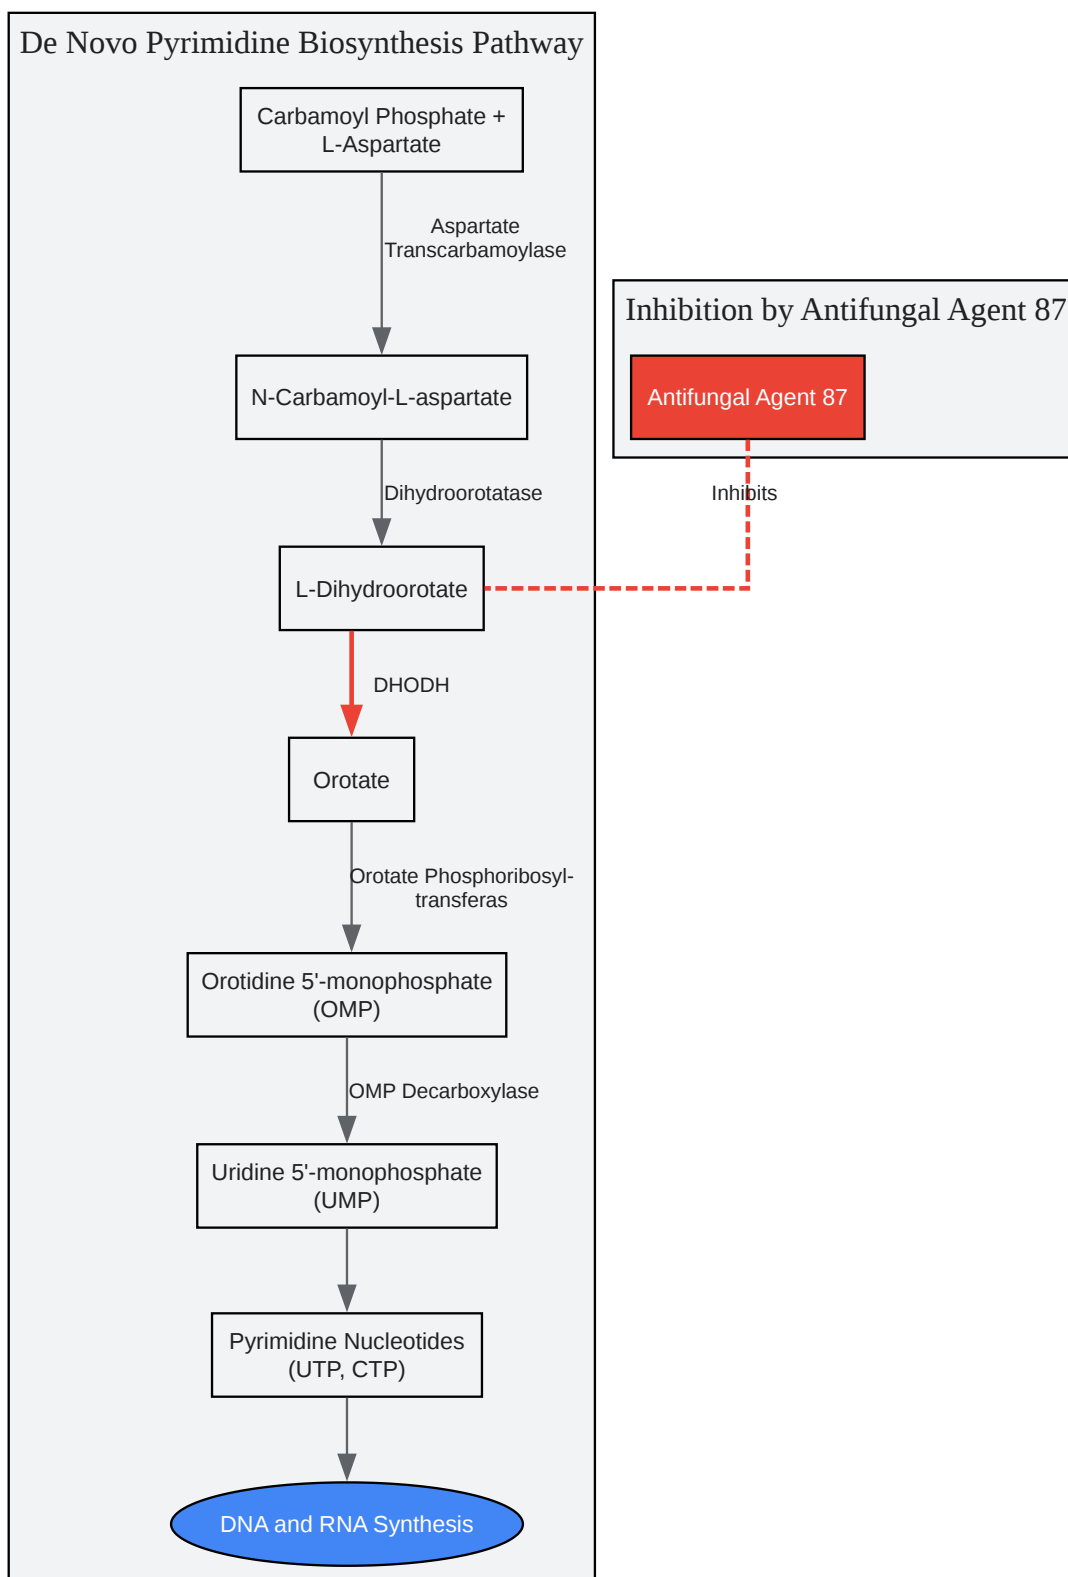 De Novo Pyrimidine Biosynthesis Pathway
Carbamoyl Phosphate +
L-Aspartate
Aspartate
Transcarbamoylase
Inhibition by Antifungal Agent 87
N-Carbamoyl-L-aspartate
Antifungal Agent 87
Dihydroorotatase
Inhibits
L-Dihydroorotate
DHODH
Orotate
Orotate Phosphoribosyl-
transferas
Orotidine 5'-monophosphate
(OMP)
OMP Decarboxylase
Uridine 5'-monophosphate
(UMP)
Pyrimidine Nucleotides
(UTP, CTP)
DNA and RNA Synthesis